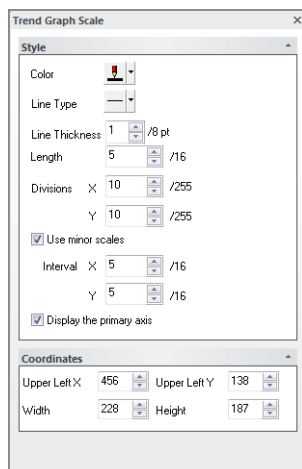 Trend Graph Scale
Style
Color
Line Type
Line Thickness 1 /8 pt
Length 5 /16
Divisions X 10 /255
Y 10 /255
Use minor scales
Interval X 5 /16
Y 5 /16
Display the primary axis
Coordinates
Upper Left X 456 Upper Left Y 138
Width 228 Height 187